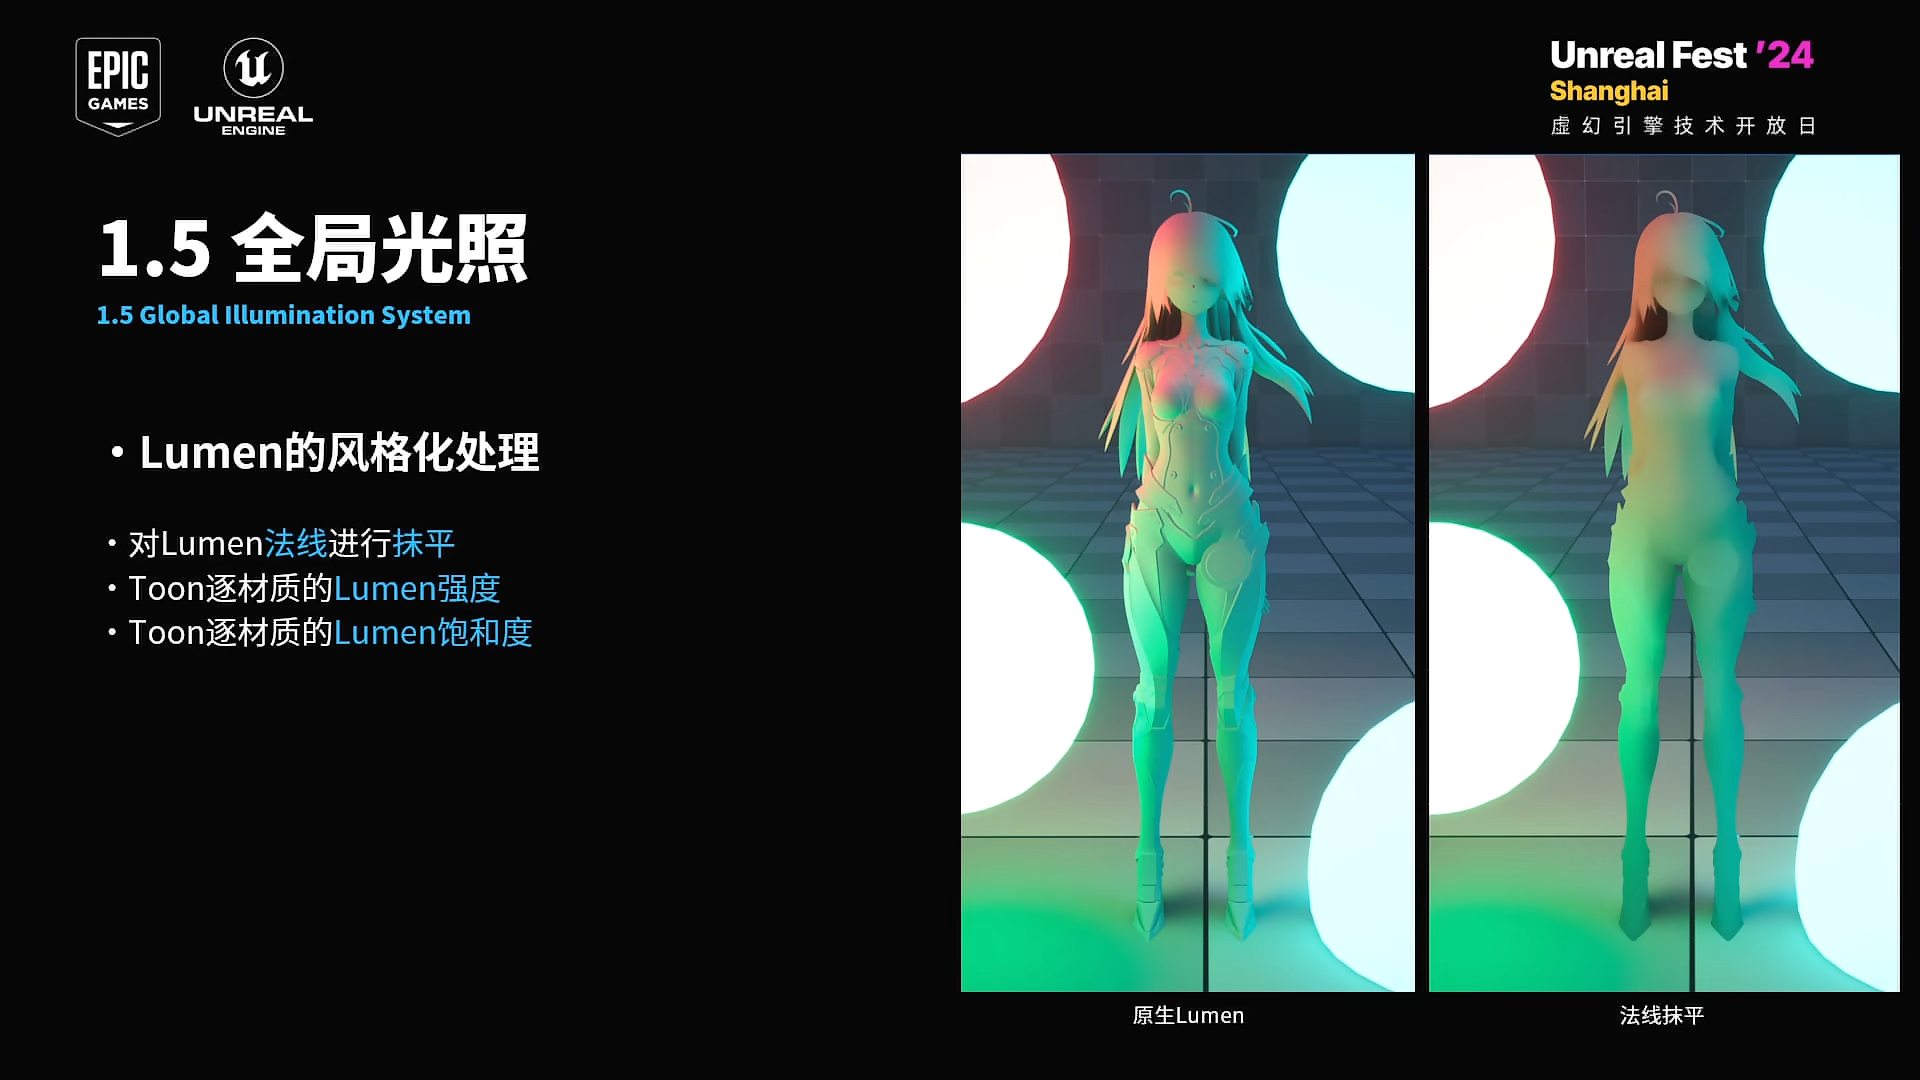 EPIC
GAMES
UNREAL
ENGINE
Unreal Fest '24
Shanghai
虚幻引擎技术开放日
1.5 全局光照
1.5 Global Illumination System
• Lumen的风格化处理
• 对Lumen法线进行抹平
• Toon逐材质的Lumen强度
• Toon逐材质的Lumen饱和度
原生Lumen
法线抹平